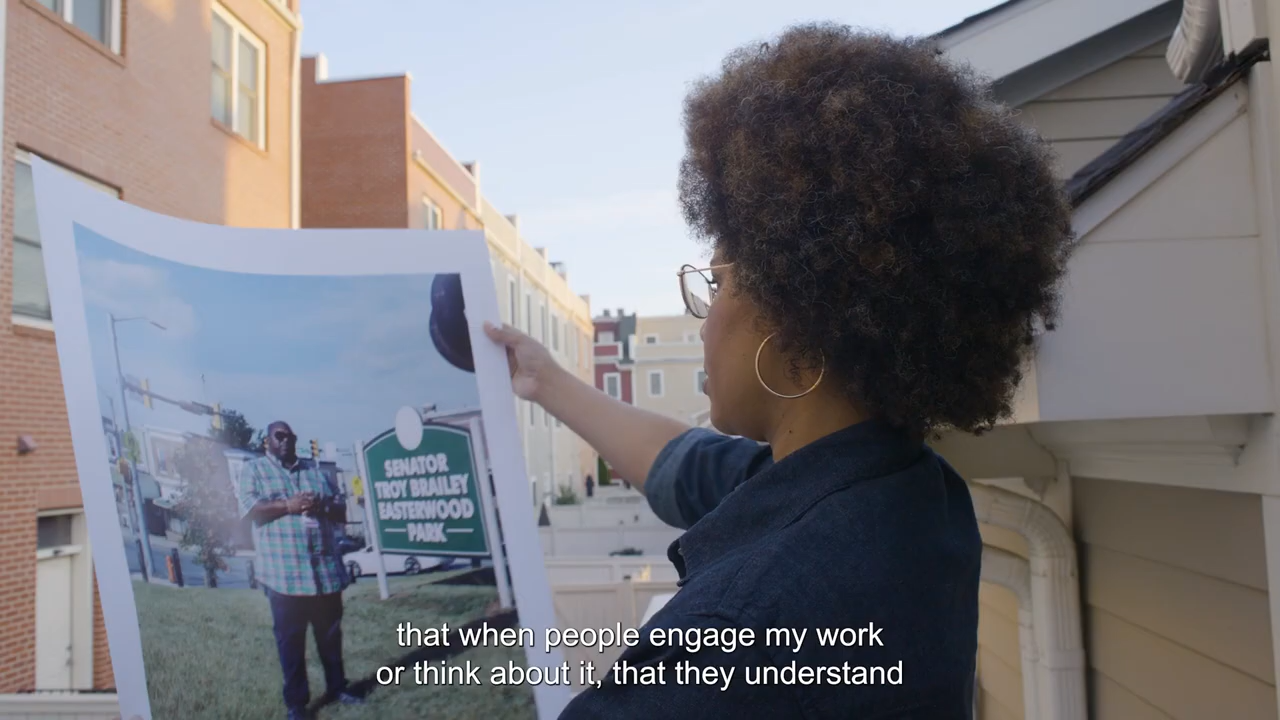 SENATOR
TROY BRAILEY
EASTERWOOD
PARK
that when people engage my work
or think about it, that they understand